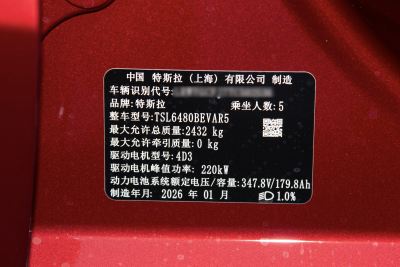 中国 特斯拉(上海)有限公司 制造
车辆识别代号:
品牌:特斯拉 乘坐人数:5
整车型号:TSL6480BEVAR5
最大允许总质量:2432 kg
最大允许牵引质量:0 kg
驱动电机型号:4D3
驱动电机峰值功率: 220kW
动力电池系统额定电压/容量:347.8V/179.8Ah
制造年月: 2026 年 01 月 1.0%